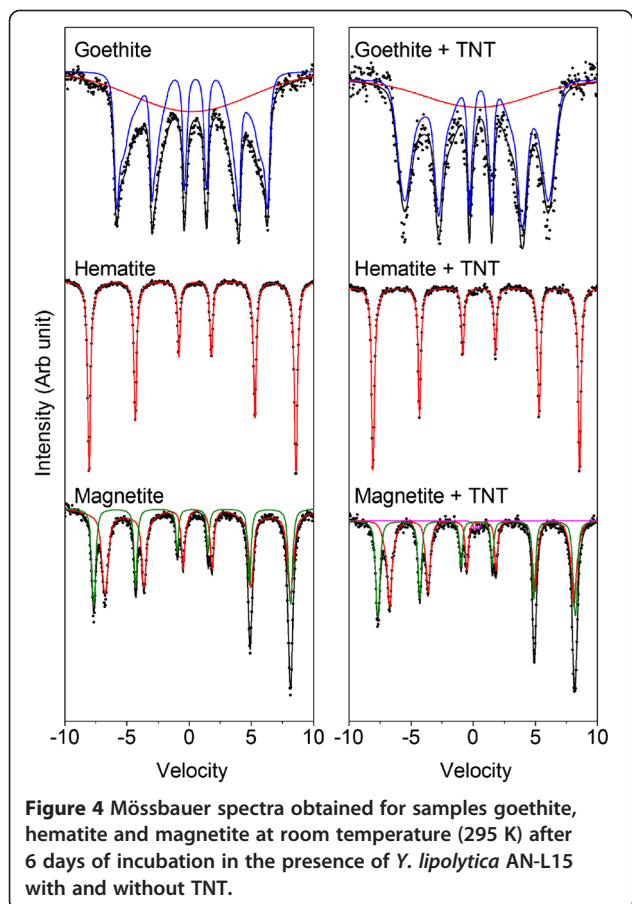 Goethite
Goethite + TNT
Hematite
Hematite + TNT
Intensity (Arb unit)
Magnetite
Magnetite + TNT
-10 -5 0 5 10
-10 -5 0 5 10
Velocity
Velocity
Figure 4 Mössbauer spectra obtained for samples goethite,
hematite and magnetite at room temperature (295 K) after
6 days of incubation in the presence of Y. lipolytica AN-L15
with and without TNT.